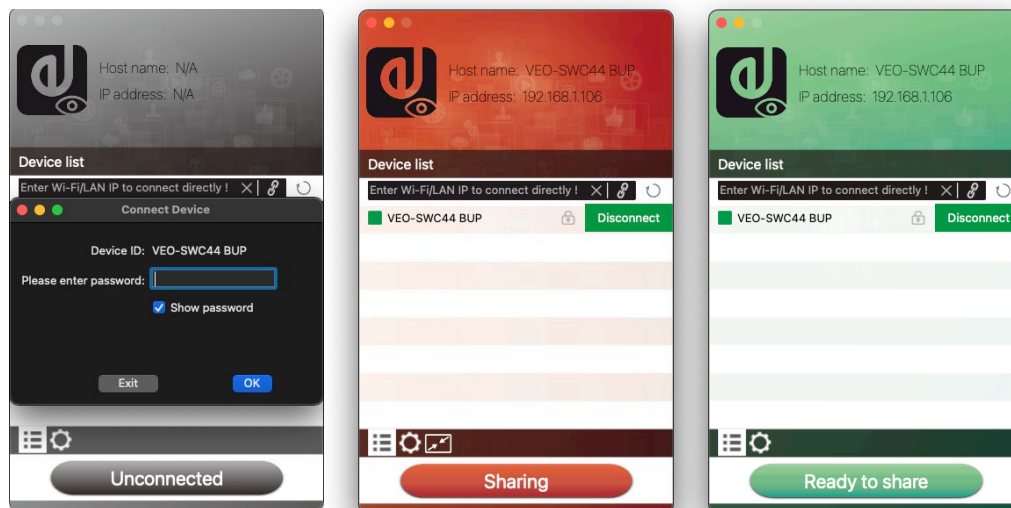 Host name: N/A
IP address: N/A
Device list
Enter Wi-Fi/LAN IP to connect directly !
Connect Device
Device ID: VEO-SWC44 BUP
Please enter password:
Show password
Exit
OK
Unconnected
Host name: VEO-SWC44 BUP
IP address: 192.168.1.106
Device list
Enter Wi-Fi/LAN IP to connect directly !
VEO-SWC44 BUP
Disconnect
Sharing
Host name: VEO-SWC44 BUP
IP address: 192.168.1.106
Device list
Enter Wi-Fi/LAN IP to connect directly !
VEO-SWC44 BUP
Disconnect
Ready to share